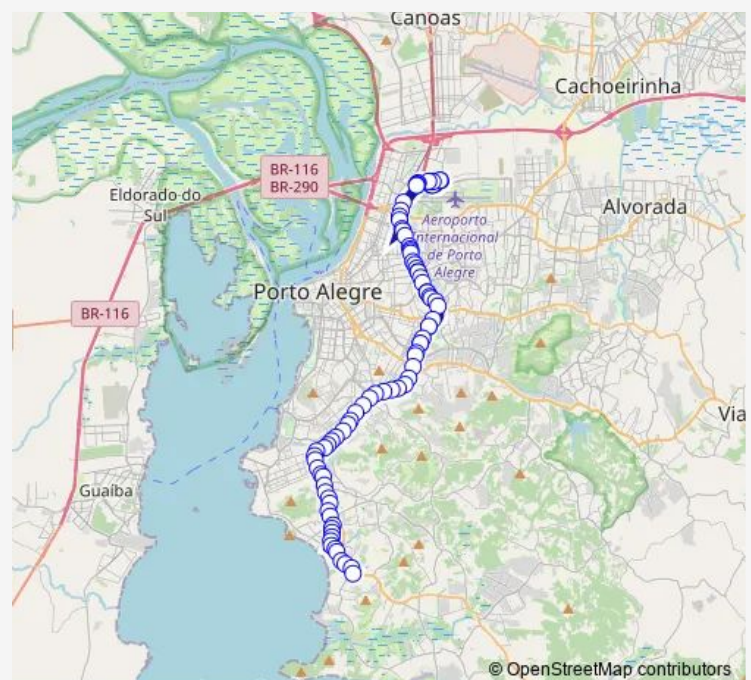 Canoas
Cachoeirinha
BR-116
BR-290
Eldorado do
Sul
Alvorada
Aeroporto
Internacional
de Porto
Alegre
Porto Alegre
BR-116
Via
Guaíba
© OpenStreetMap contributors